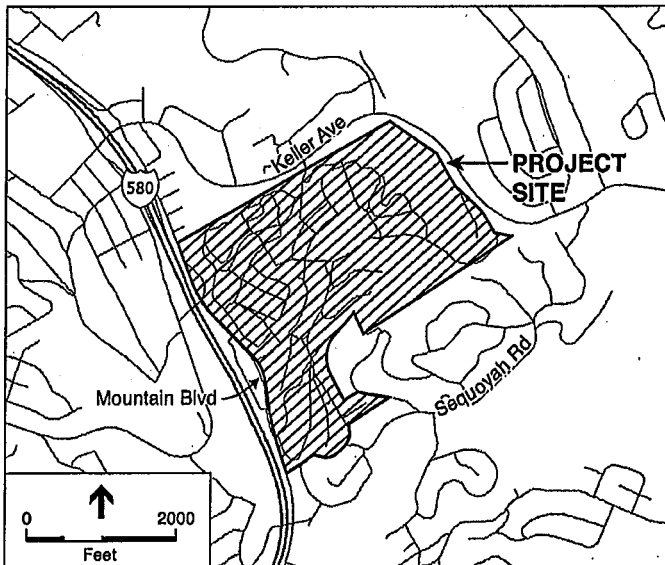 Keller Ave
PROJECT
SITE
580
Mountain Blvd
Sequoyah Rd
0
2000
Feet